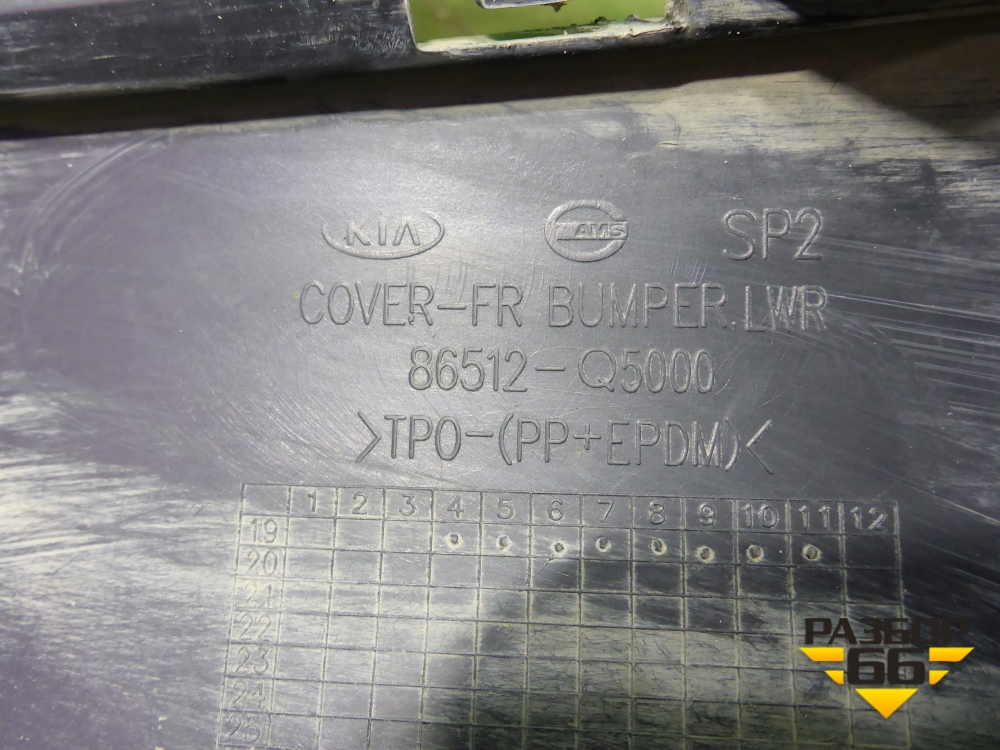 KIA LAMS SP2
COVER-FR BUMPER.LWR
86512-Q5000
>TPO-(PP+EPDM)<
1 2 3 4 5 6 7 8 9 10 11 12
19
20
21
22
23
24
25
РАЗБОР
66